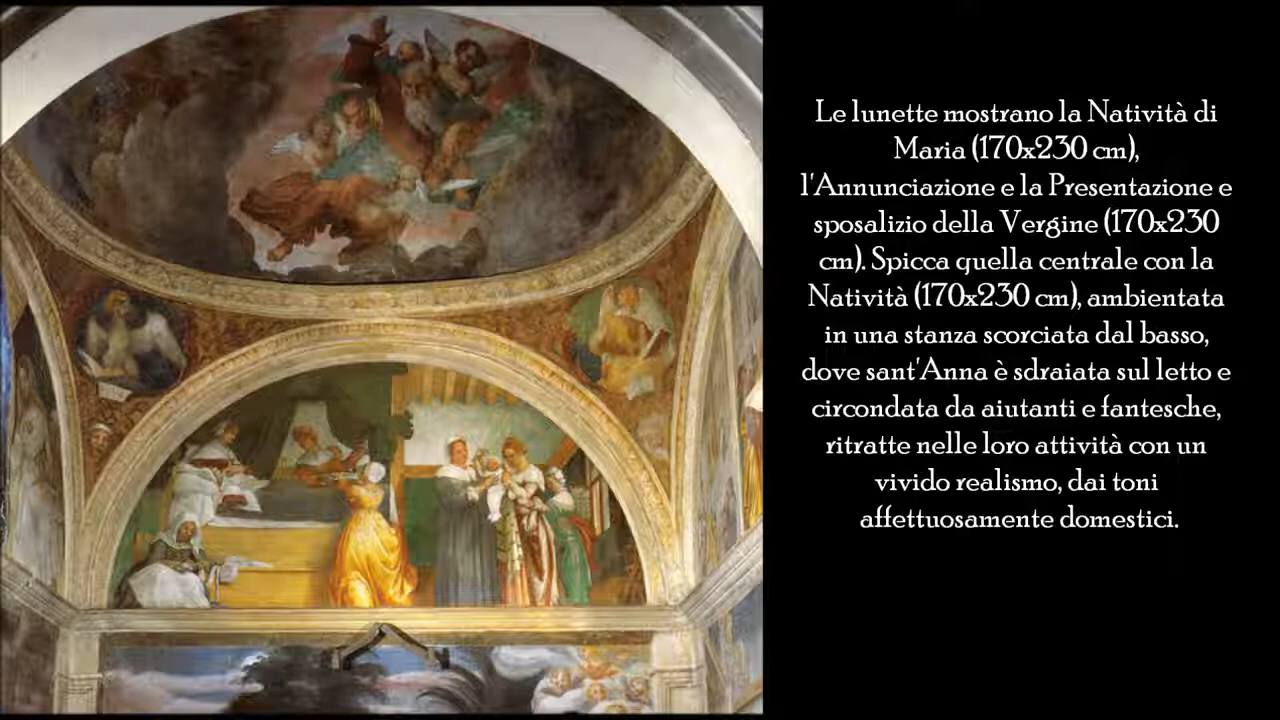 Le lunette mostrano la Natività di
Maria (170x230 cm),
l'Annunciazione e la Presentazione e
sposalizio della Vergine (170x230
cm). Spicca quella centrale con la
Natività (170x230 cm), ambientata
in una stanza scorciata dal basso,
dove sant'Anna è sdraiata sul letto e
circondata da aiutanti e fantesche,
ritratte nelle loro attività con un
vivido realismo, dai toni
affettuosamente domestici.